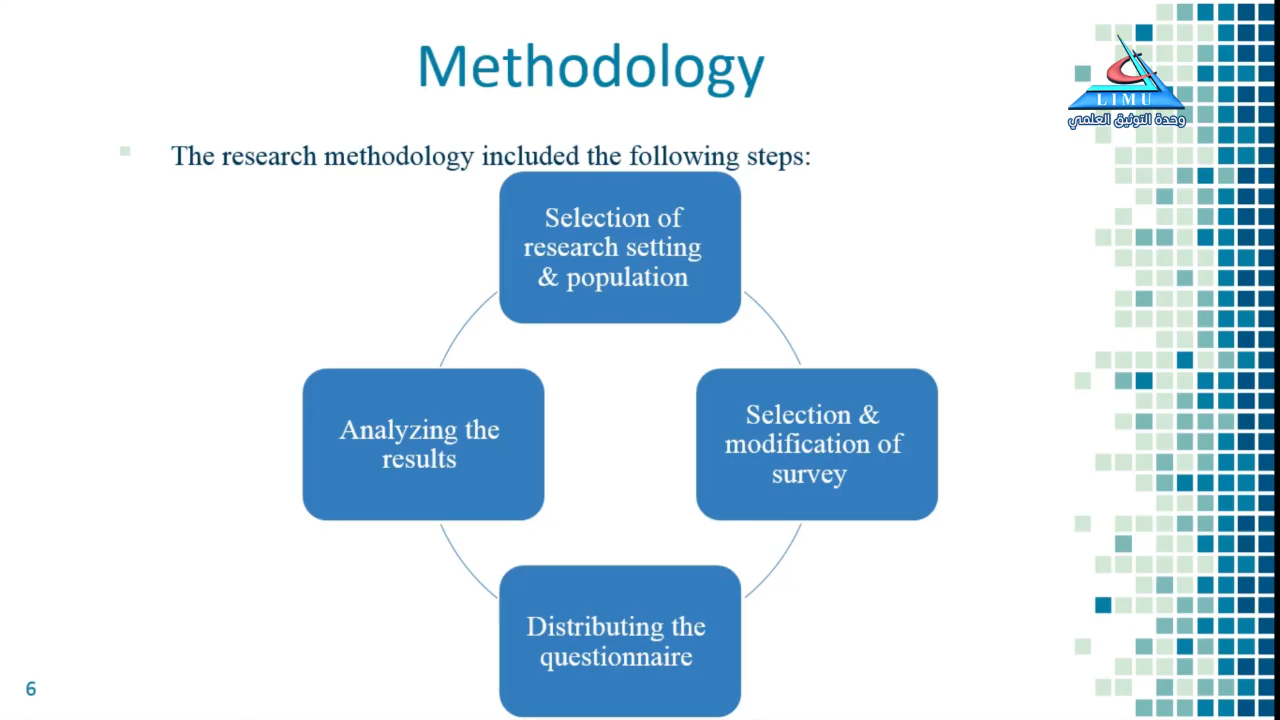 Methodology
LIMU
وحدة التوثيق العلمي
The research methodology included the following steps:
Selection of
research setting
& population
Analyzing the
results
Selection &
modification of
survey
Distributing the
questionnaire
6